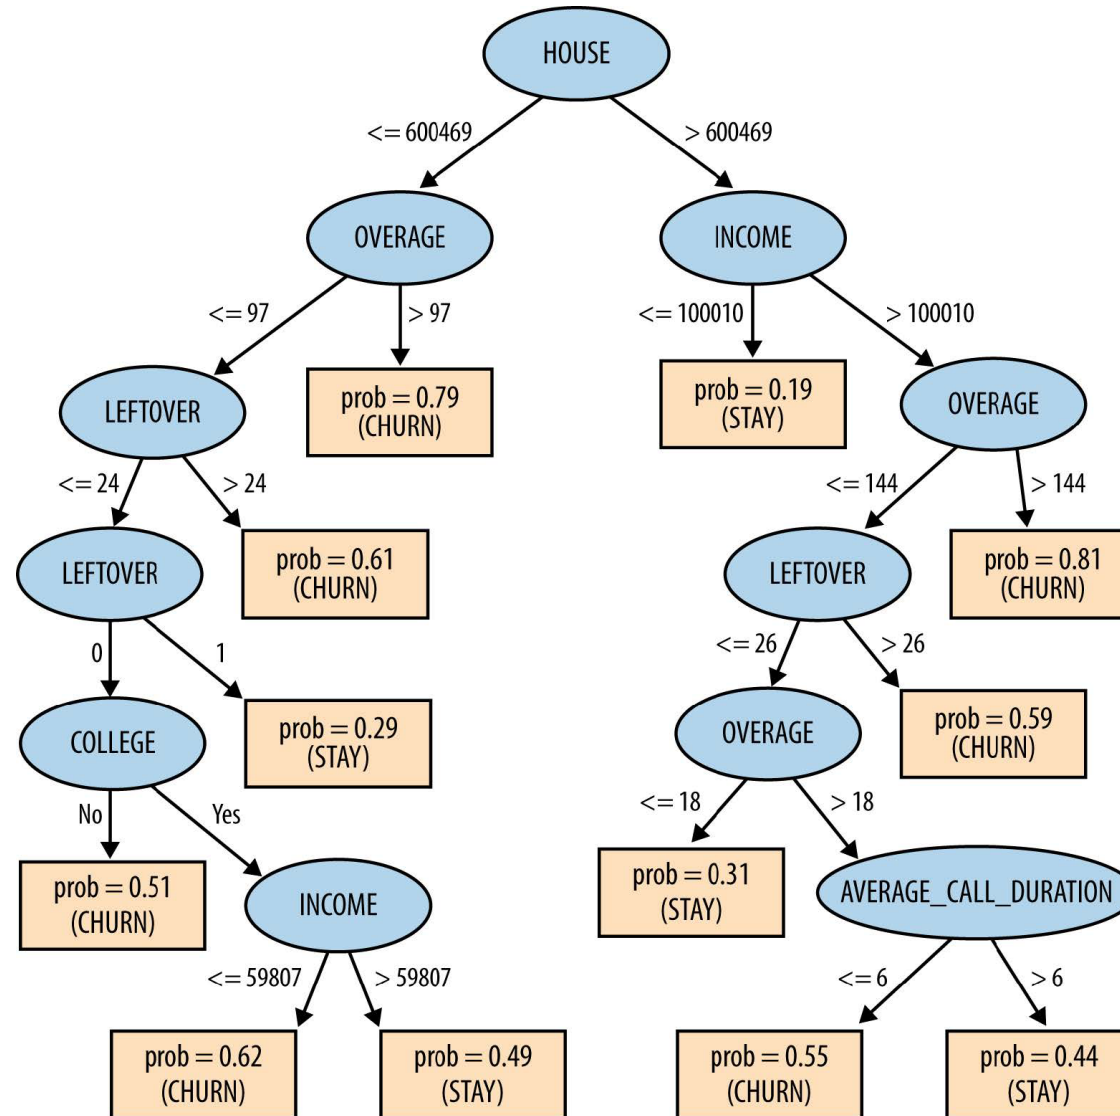 HOUSE
<= 600469
> 600469
OVERAGE
INCOME
<= 97
> 97
<= 100010
> 100010
LEFTOVER
prob = 0.79
(CHURN)
prob = 0.19
(STAY)
OVERAGE
<= 24
> 24
<= 144
> 144
LEFTOVER
prob = 0.61
(CHURN)
LEFTOVER
prob = 0.81
(CHURN)
0
1
<= 26
> 26
COLLEGE
prob = 0.29
(STAY)
OVERAGE
prob = 0.59
(CHURN)
No
Yes
<= 18
> 18
prob = 0.51
(CHURN)
INCOME
prob = 0.31
(STAY)
AVERAGE_CALL_DURATION
<= 59807
> 59807
<= 6
> 6
prob = 0.62
(CHURN)
prob = 0.49
(STAY)
prob = 0.55
(CHURN)
prob = 0.44
(STAY)